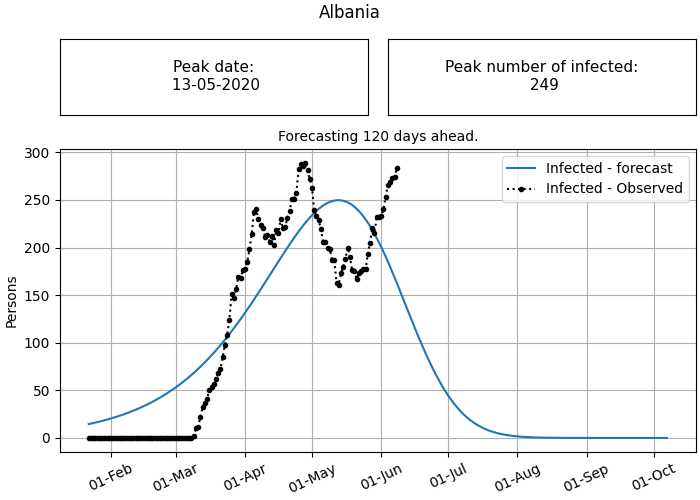 Albania
Peak date:
13-05-2020
Peak number of infected:
249
Forecasting 120 days ahead.
Infected - forecast
Infected - Observed
Persons
300
250
200
150
100
50
0
01-Feb
01-Mar
01-Apr
01-May
01-Jun
01-Jul
01-Aug
01-Sep
01-Oct